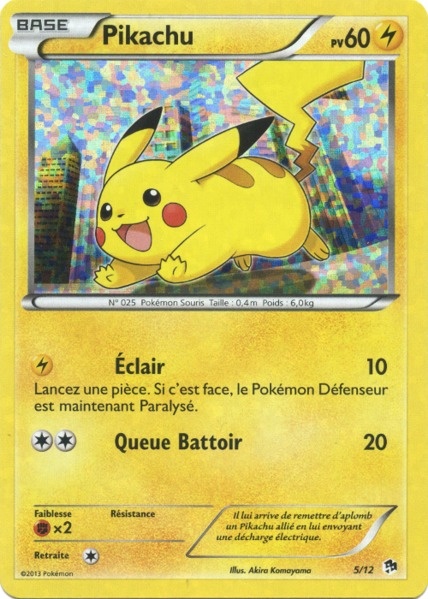 BASE
Pikachu
PV60
N° 025 Pokémon Souris Taille : 0,4m Poids : 6,0kg
Éclair 10
Lancez une pièce. Si c'est face, le Pokémon Défenseur
est maintenant Paralysé.
Queue Battoir 20
Faiblesse Résistance
×2
Retraite
Il lui arrive de remettre d'aplomb
un Pikachu allié en lui envoyant
une décharge électrique.
©2013 Pokémon
Illus. Akira Komayama
5/12